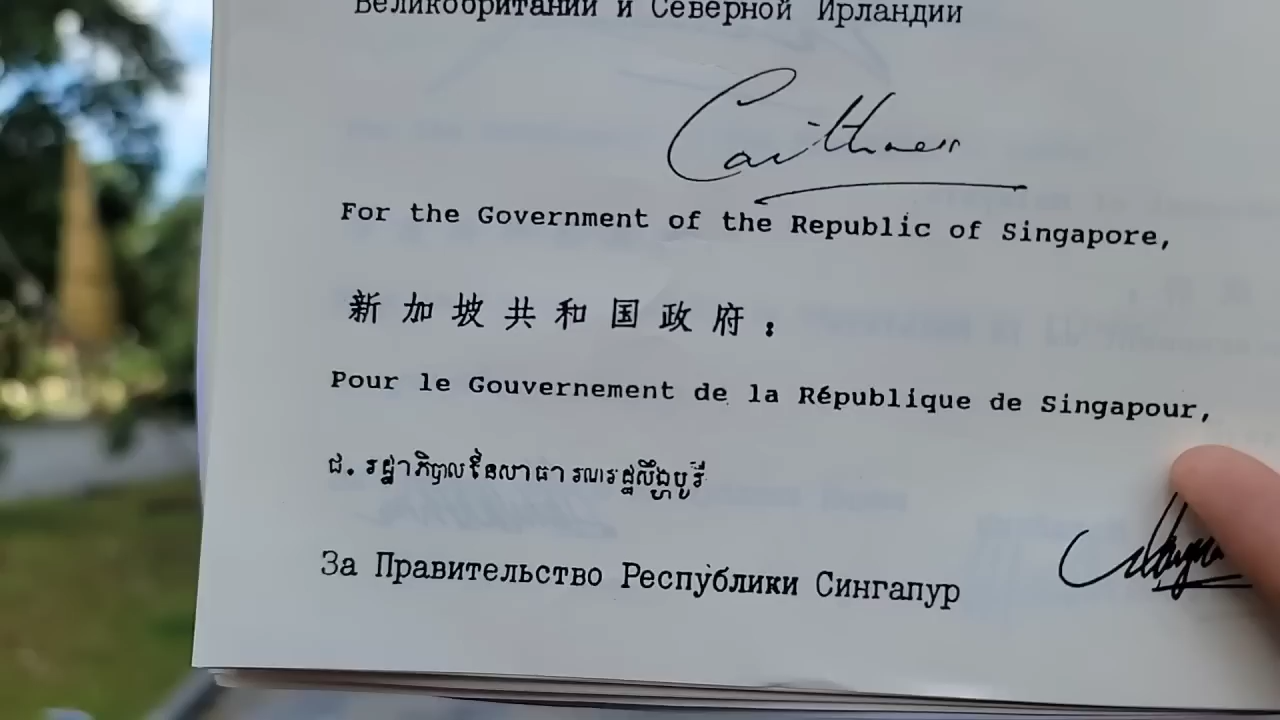 Великобритании и Северной Ирландии
Caithness
For the Government of the Republic of Singapore,
新加坡共和国政府：
Pour le Gouvernement de la République de Singapour,
ជ. រដ្ឋាភិបាលនៃសាធារណរដ្ឋសឹង្ហបូរី
За Правительство Республики Сингапур